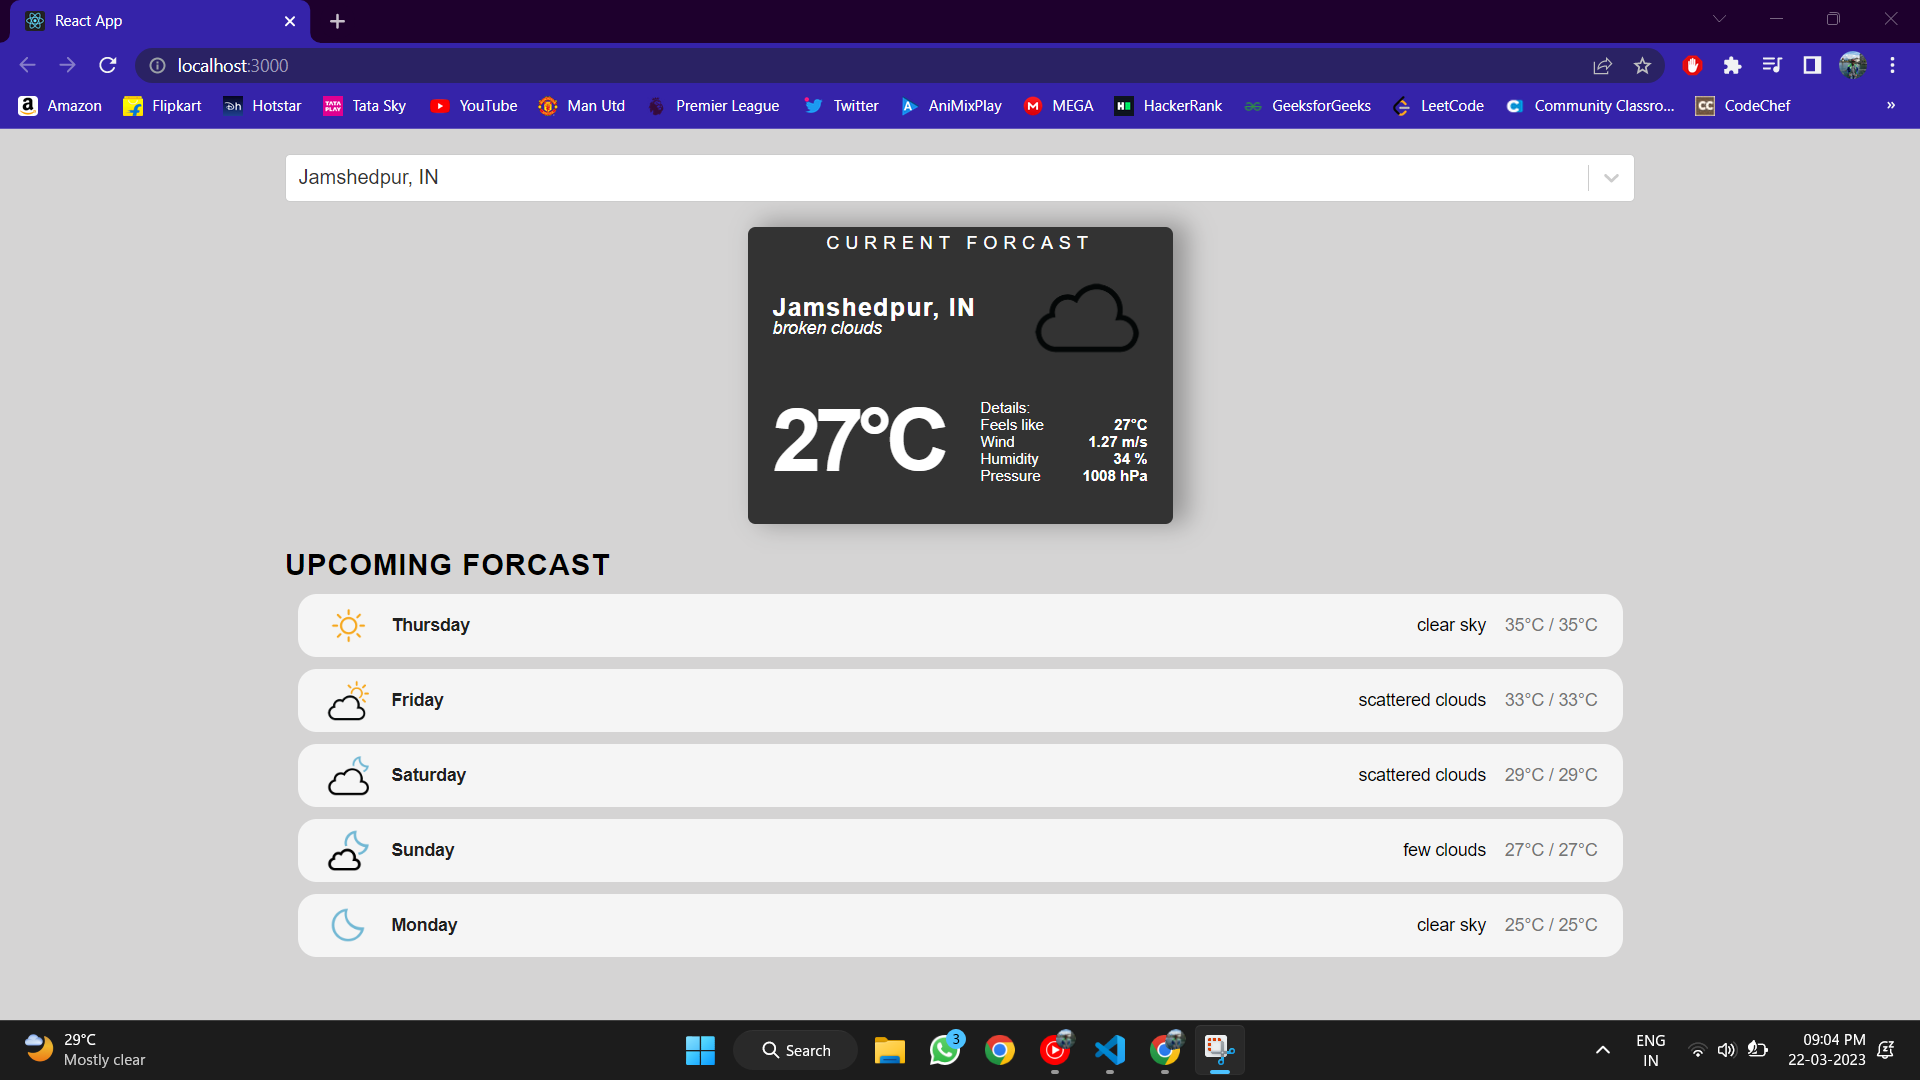 React App
localhost:3000
Amazon Flipkart Hotstar Tata Sky YouTube Man Utd Premier League Twitter AniMixPlay MEGA HackerRank GeeksforGeeks LeetCode Community Classro... CodeChef »
Jamshedpur, IN
CURRENT FORCAST
Jamshedpur, IN
broken clouds
27°C
Details:
Feels like 27°C
Wind 1.27 m/s
Humidity 34 %
Pressure 1008 hPa
UPCOMING FORCAST
Thursday clear sky 35°C / 35°C
Friday scattered clouds 33°C / 33°C
Saturday scattered clouds 29°C / 29°C
Sunday few clouds 27°C / 27°C
Monday clear sky 25°C / 25°C
29°C
Mostly clear
Search
3
ENG
IN
09:04 PM
22-03-2023